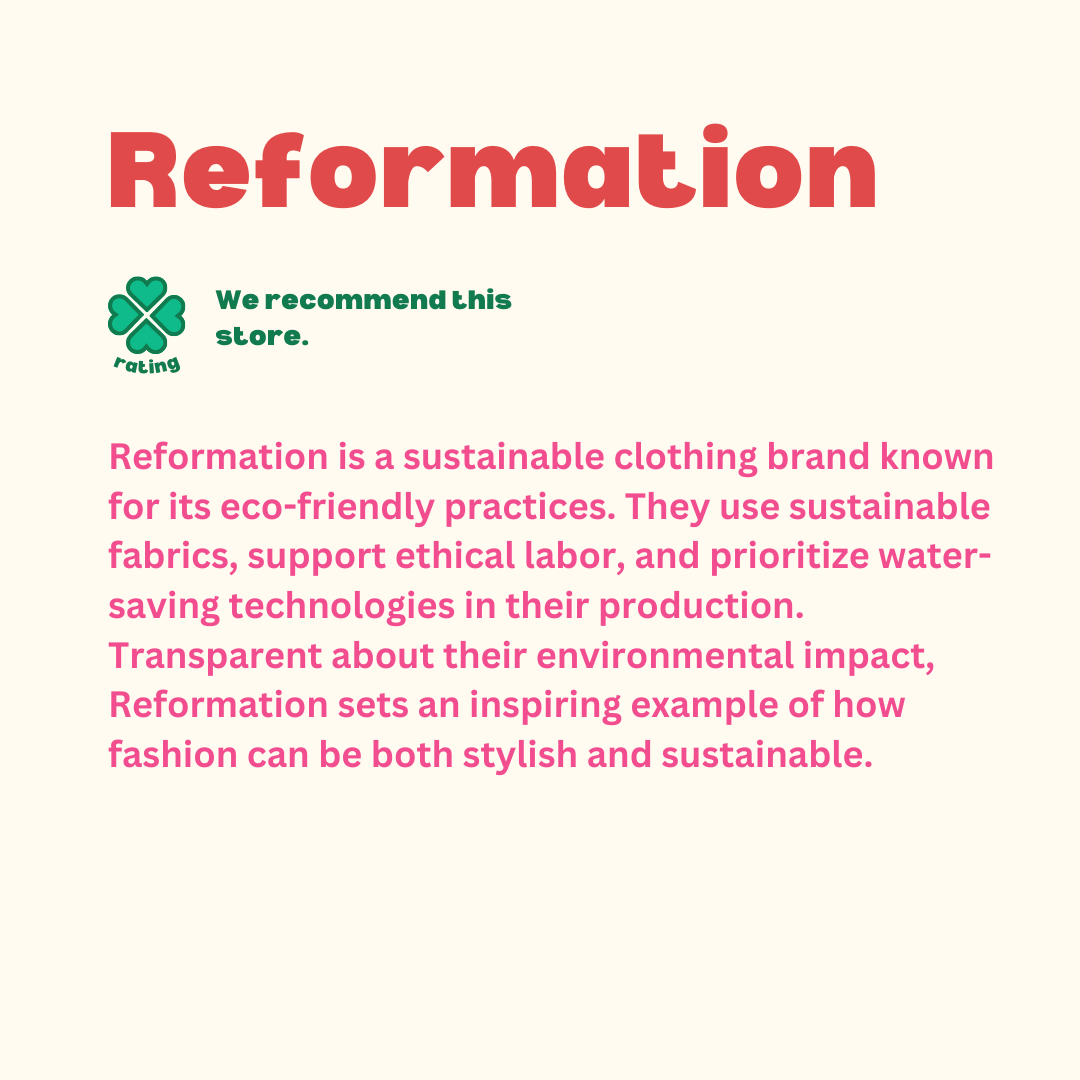 Reformation
We recommend this
store.
rating
Reformation is a sustainable clothing brand known
for its eco-friendly practices. They use sustainable
fabrics, support ethical labor, and prioritize water-
saving technologies in their production.
Transparent about their environmental impact,
Reformation sets an inspiring example of how
fashion can be both stylish and sustainable.